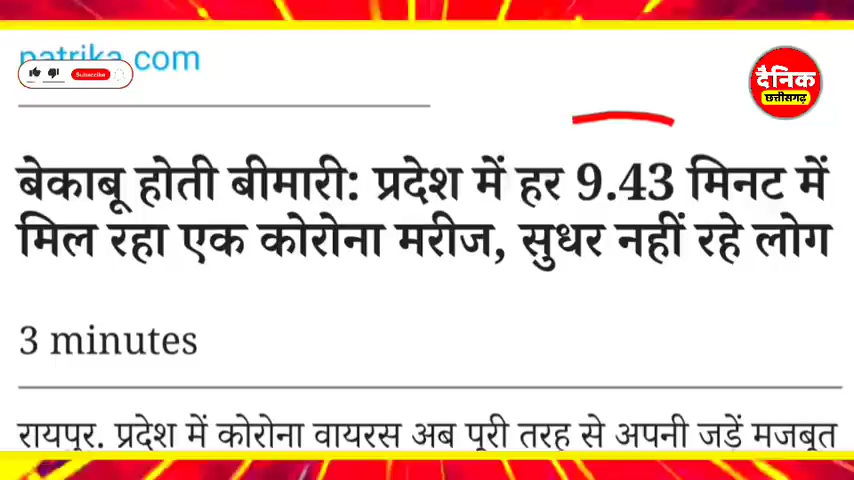 patrika.com
Subscribe
दैनिक
छत्तीसगढ़
बेकाबू होती बीमारी: प्रदेश में हर 9.43 मिनट में
मिल रहा एक कोरोना मरीज, सुधर नहीं रहे लोग
3 minutes
रायपुर. प्रदेश में कोरोना वायरस अब पूरी तरह से अपनी जड़ें मजबूत